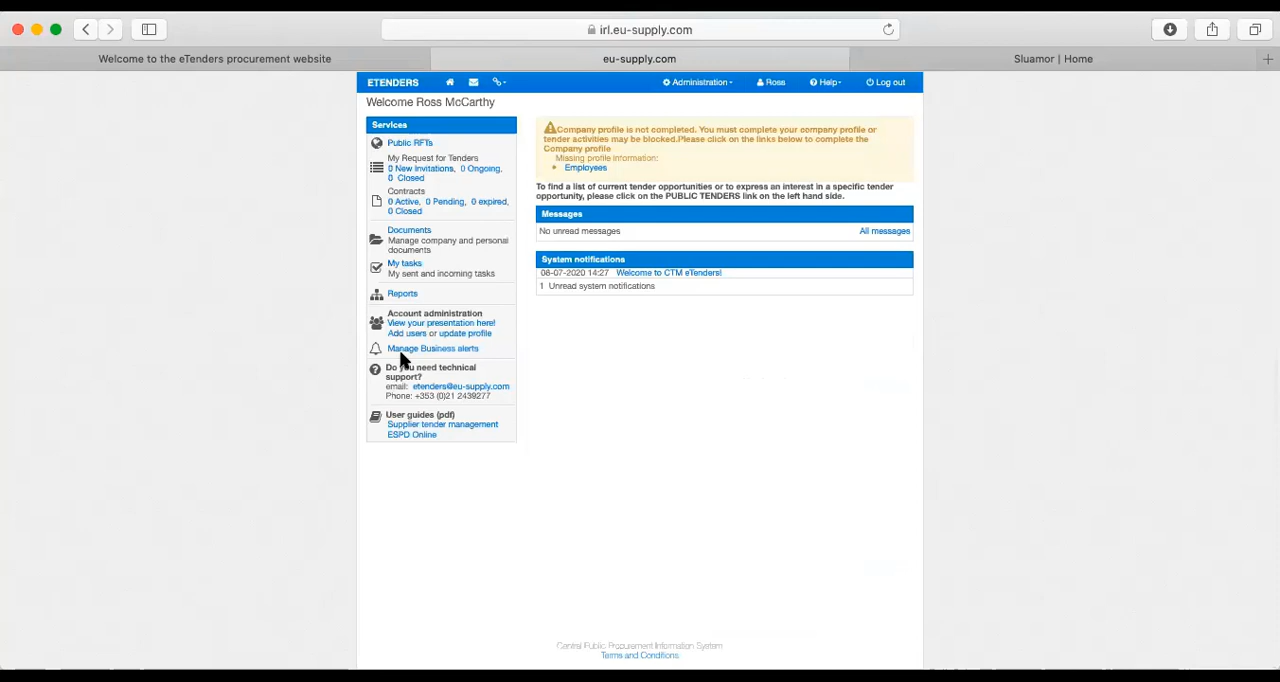 irl.eu-supply.com
Welcome to the eTenders procurement website
eu-supply.com
Sluamor | Home
ETENDERS
Administration
Ross
Help
Log out
Welcome Ross McCarthy
Services
Public RFTs
My Request for Tenders
0 New Invitations, 0 Ongoing,
0 Closed
Contracts
0 Active, 0 Pending, 0 expired,
0 Closed
Documents
Manage company and personal
documents
My tasks
My sent and incoming tasks
Reports
Account administration
View your presentation here!
Add users or update profile
Manage Business alerts
Do you need technical
support?
email: etenders@eu-supply.com
Phone: +353 (0)21 2439277
User guides (pdf)
Supplier tender management
ESPD Online
Company profile is not completed. You must complete your company profile or
tender activities may be blocked.Please click on the links below to complete the
Company profile
Missing profile information:
Employees
To find a list of current tender opportunities or to express an interest in a specific tender
opportunity, please click on the PUBLIC TENDERS link on the left hand side.
Messages
No unread messages
All messages
System notifications
08-07-2020 14:27 Welcome to CTM eTenders!
1 Unread system notifications
Central Public Procurement Information System
Terms and Conditions